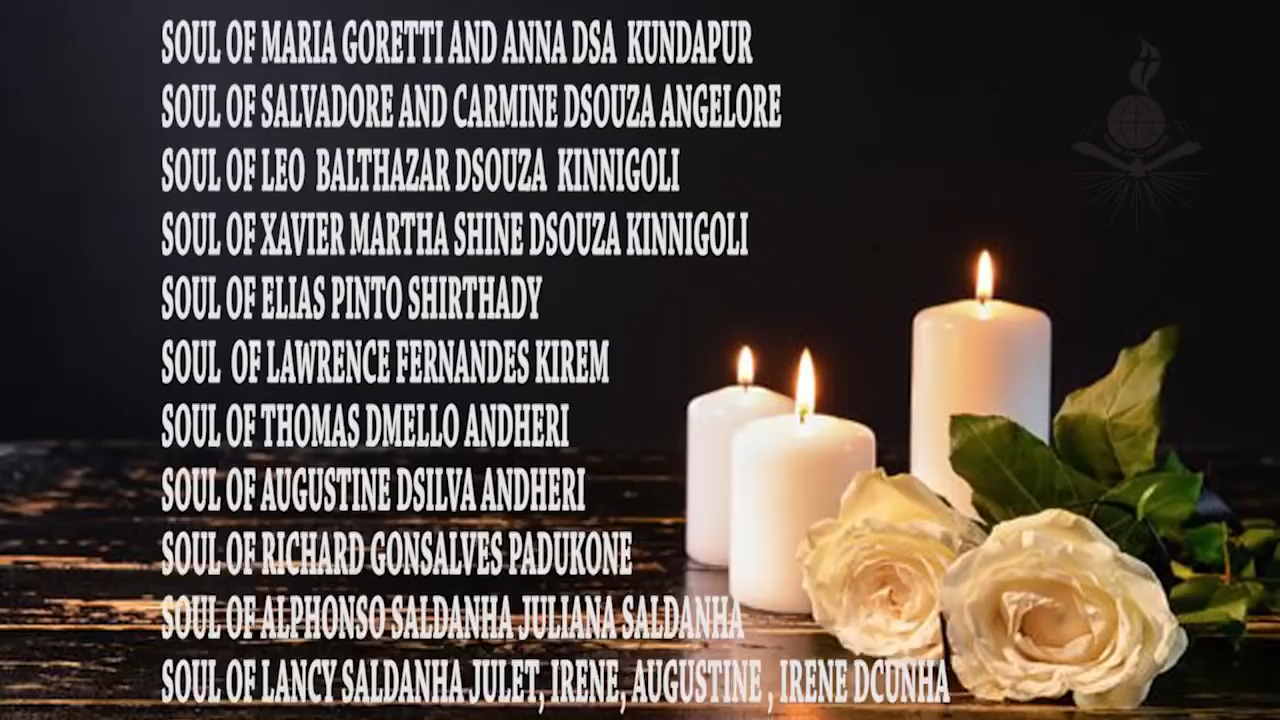 SOUL OF MARIA GORETTI AND ANNA DSA KUNDAPUR
SOUL OF SALVADORE AND CARMINE DSOUZA ANGELORE
SOUL OF LEO BALTHAZAR DSOUZA KINNIGOLI
SOUL OF XAVIER MARTHA SHINE DSOUZA KINNIGOLI
SOUL OF ELIAS PINTO SHIRTHADY
SOUL OF LAWRENCE FERNANDES KIREM
SOUL OF THOMAS DMELLO ANDHERI
SOUL OF AUGUSTINE DSILVA ANDHERI
SOUL OF RICHARD GONSALVES PADUKONE
SOUL OF ALPHONSO SALDANHA JULIANA SALDANHA
SOUL OF LANCY SALDANHA JULET, IRENE, AUGUSTINE , IRENE DCUNHA